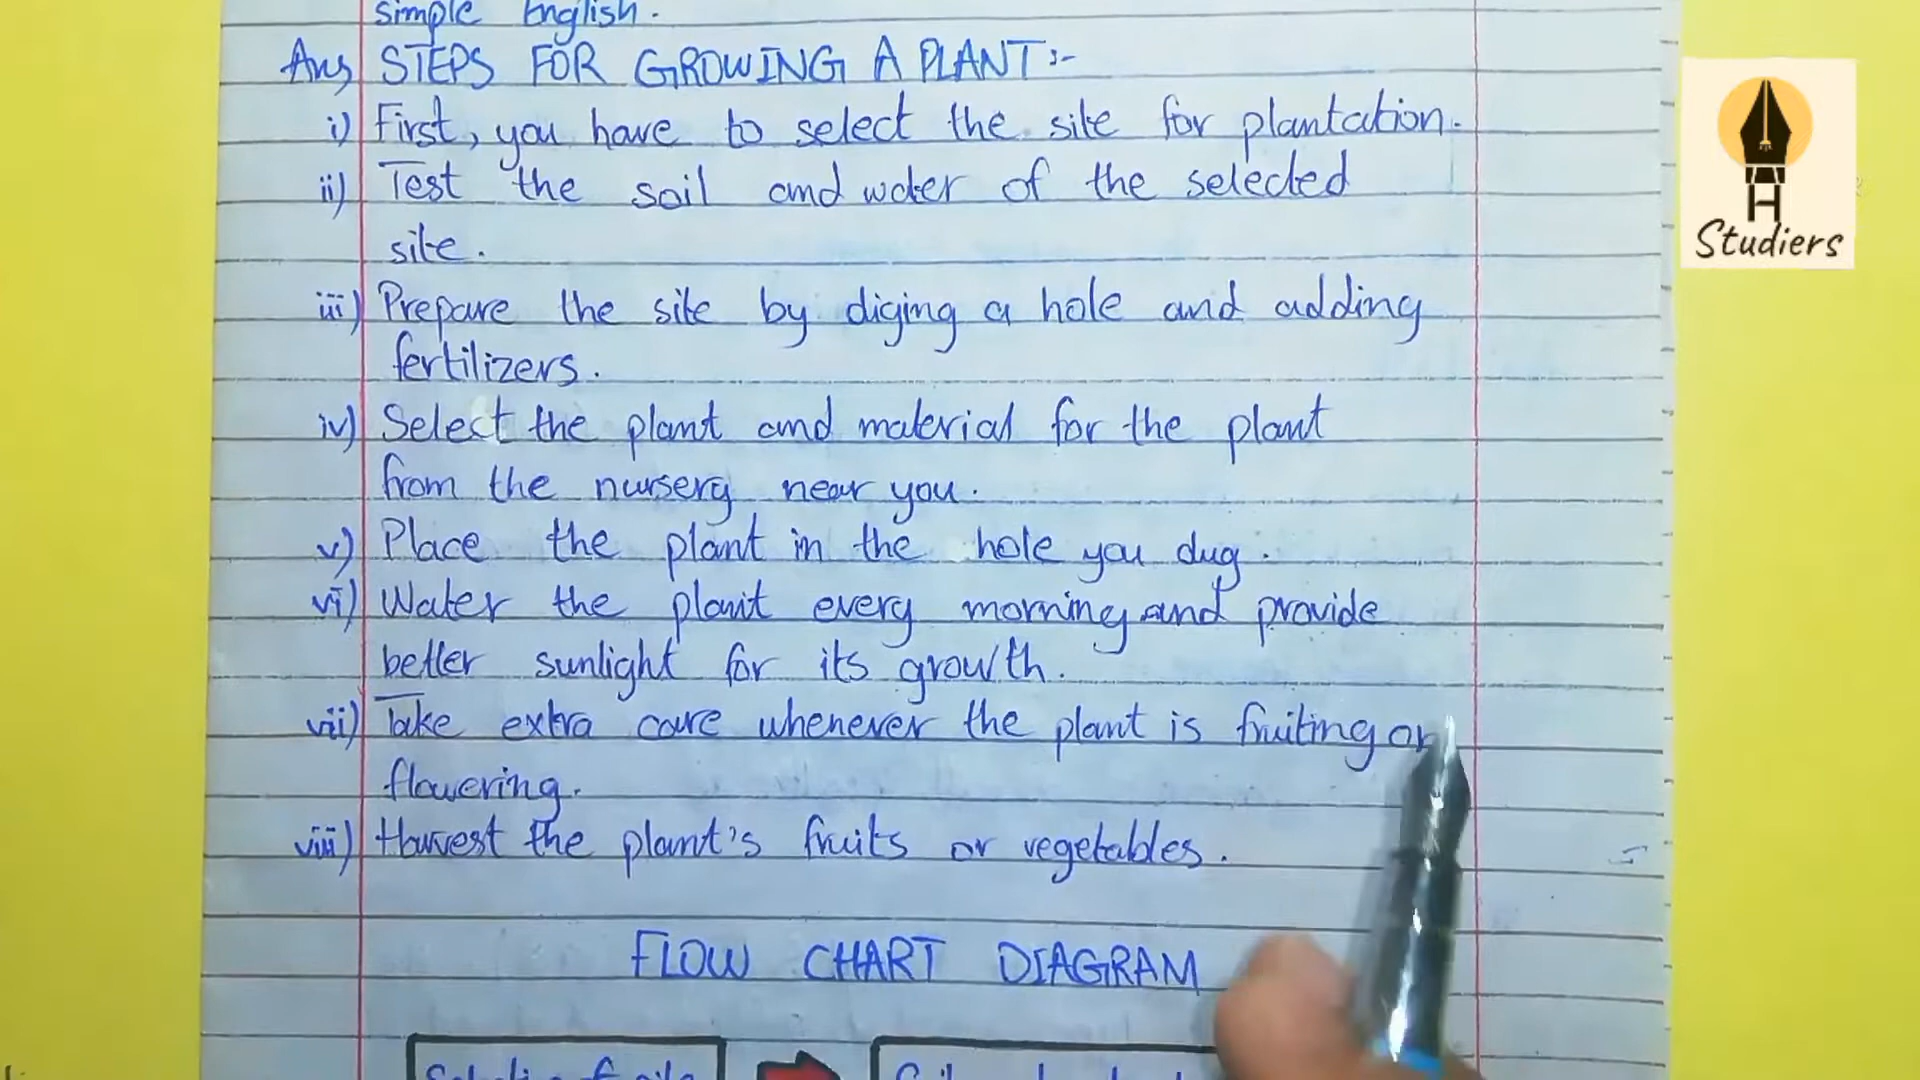 simple English.
Ans STEPS FOR GROWING A PLANT :-
i) First, you have to select the site for plantation.
ii) Test the soil and water of the selected
site.
iii) Prepare the site by diging a hole and adding
fertilizers.
iv) Select the plant and material for the plant
from the nursery near you.
v) Place the plant in the hole you dug.
vi) Water the plant every morning and provide
better sunlight for its growth.
vii) Take extra care whenever the plant is fruiting or
flowering.
viii) Harvest the plant's fruits or vegetables.
FLOW CHART DIAGRAM
Studiers